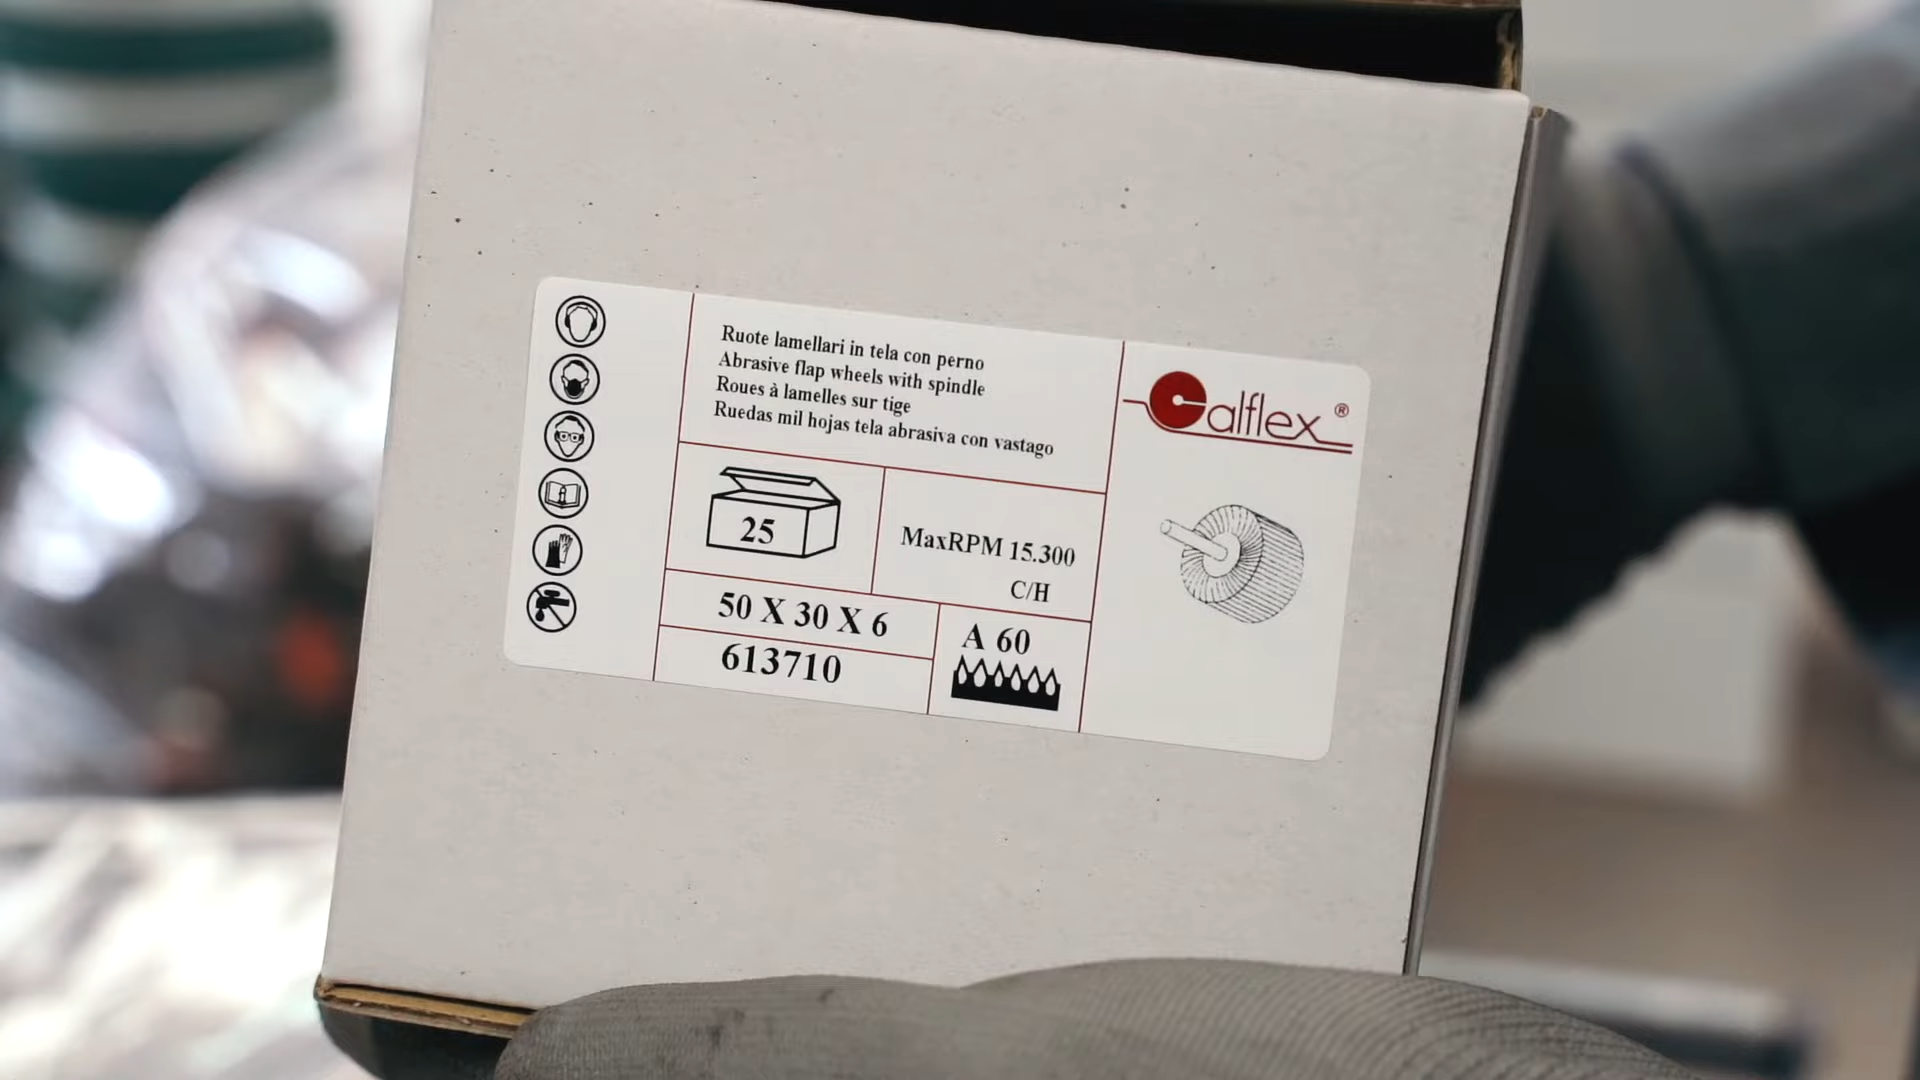 Ruote lamellari in tela con perno
Abrasive flap wheels with spindle
Roues à lamelles sur tige
Ruedas mil hojas tela abrasiva con vastago
Calflex ®
25
MaxRPM 15.300
C/H
50 X 30 X 6
A 60
613710